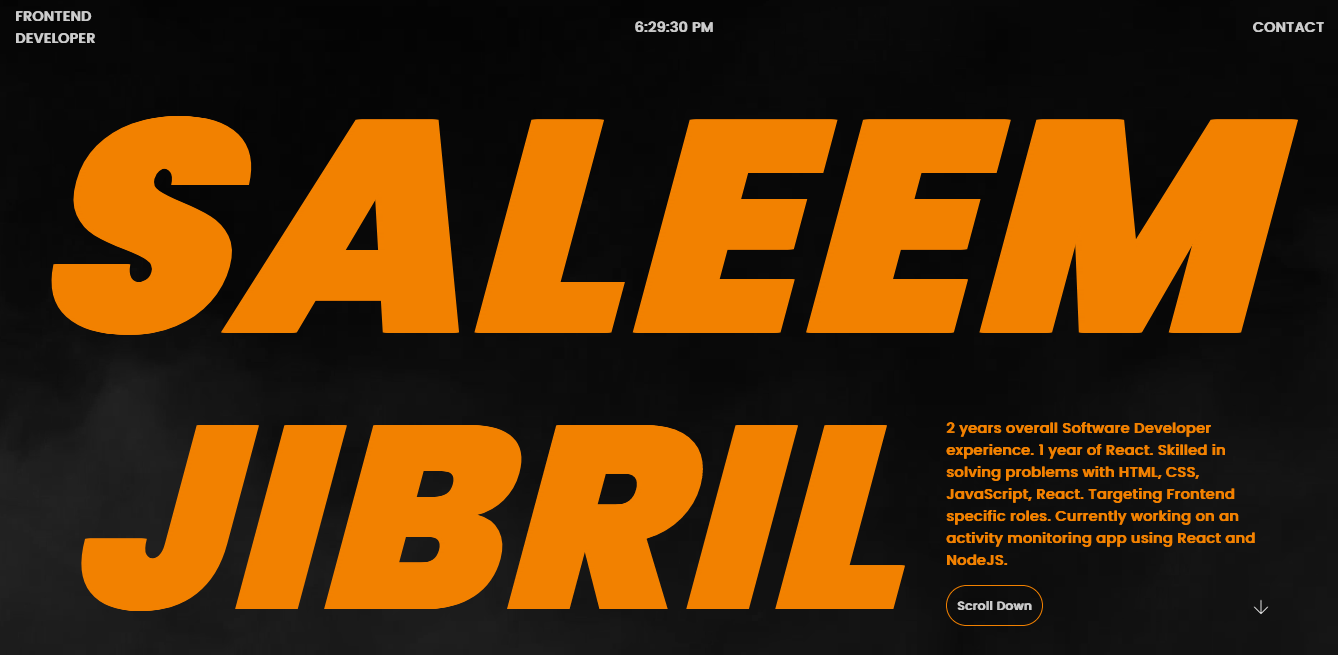 FRONTEND
DEVELOPER
6:29:30 PM
CONTACT
SALEEM
JIBRIL
2 years overall Software Developer
experience. 1 year of React. Skilled in
solving problems with HTML, CSS,
JavaScript, React. Targeting Frontend
specific roles. Currently working on an
activity monitoring app using React and
NodeJS.
Scroll Down